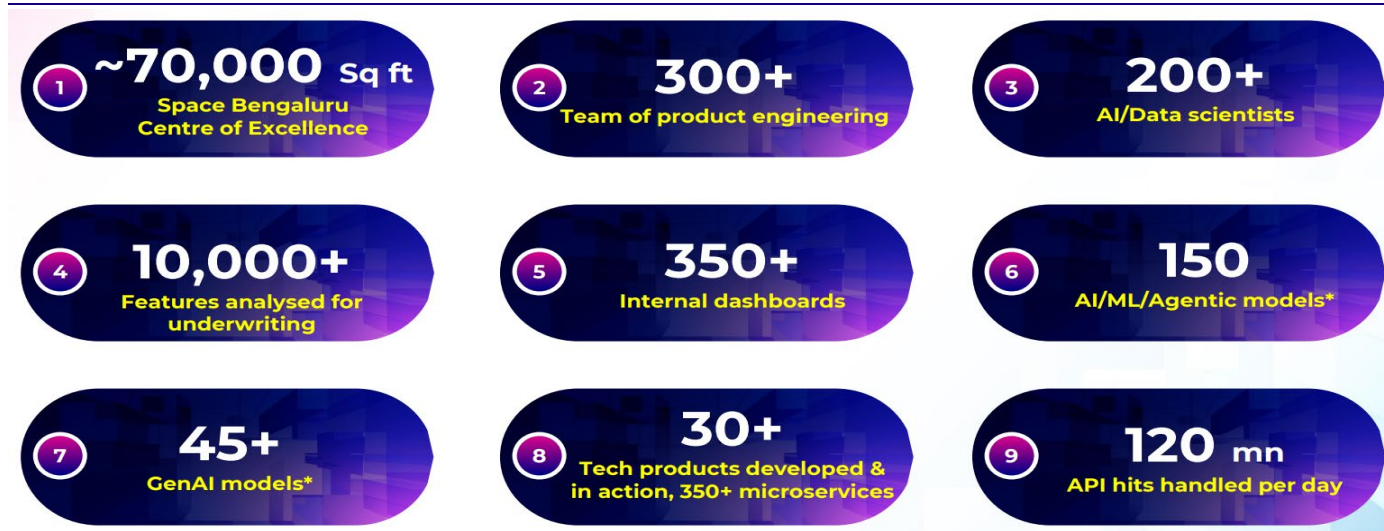 1
~70,000 Sq ft
Space Bengaluru
Centre of Excellence
2
300+
Team of product engineering
3
200+
AI/Data scientists
4
10,000+
Features analysed for
underwriting
5
350+
Internal dashboards
6
150
AI/ML/Agentic models*
7
45+
GenAI models*
8
30+
Tech products developed &
in action, 350+ microservices
9
120 mn
API hits handled per day